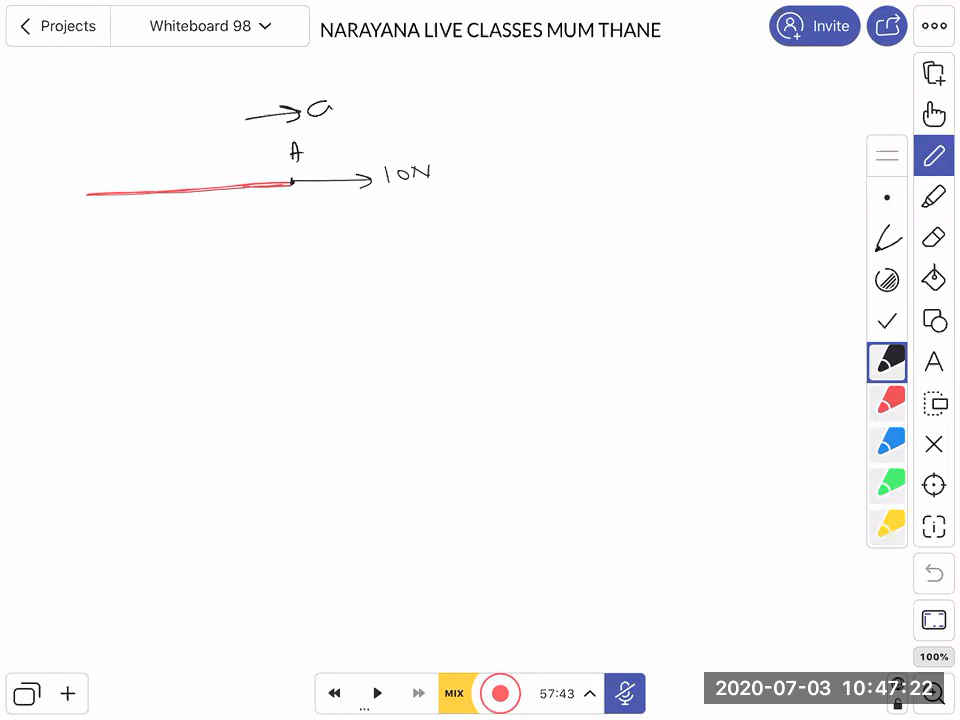 Projects
Whiteboard 98
NARAYANA LIVE CLASSES MUM THANE
Invite
a
A
10N
A
100%
MIX
57:43
...
2020-07-03 10:47:22